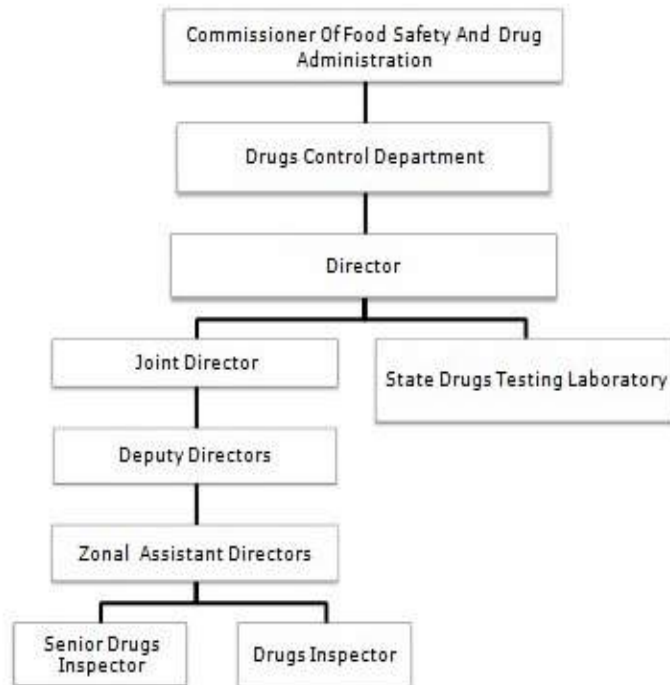 Commissioner Of Food Safety And Drug
Administration
Drugs Control Department
Director
Joint Director
State Drugs Testing Laboratory
Deputy Directors
Zonal Assistant Directors
Senior Drugs
Inspector
Drugs Inspector